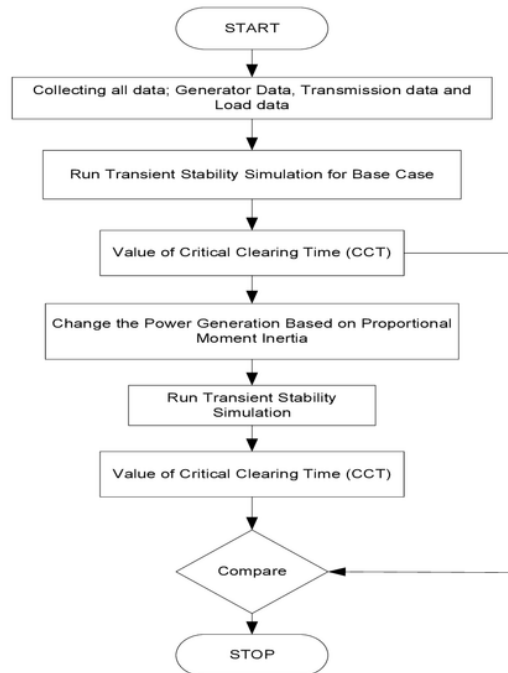 START
Collecting all data; Generator Data, Transmission data and
Load data
Run Transient Stability Simulation for Base Case
Value of Critical Clearing Time (CCT)
Change the Power Generation Based on Proportional
Moment Inertia
Run Transient Stability
Simulation
Value of Critical Clearing Time (CCT)
Compare
STOP